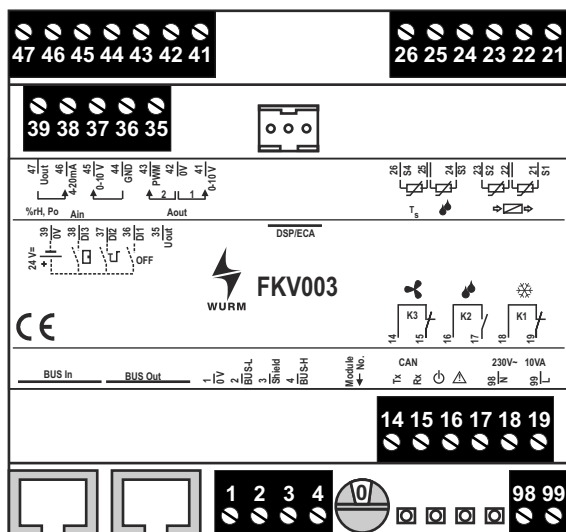 47 46 45 44 43 42 41
26 25 24 23 22 21
39 38 37 36 35
47 Uout 46 4-20mA 45 0-10 V 44 GND 43 PWM 42 0V 41 0-10 V
2 1
26 S4 25 24 S3 23 S2 22 21 S1
%rH, Po Ain Aout
Ts
39 0V 38 DI3 37 DI2 36 DI1 35 Uout
24 V= +
OFF
DSP/ECA
WURM
FKV003
CE
K3 K2 K1
14 15 16 17 18 19
BUS In BUS Out
1 0 V 2 BUS-L 3 Shield 4 BUS-H
Module No.
CAN
Tx Rx
230V~ 10VA
98 N 99 L
14 15 16 17 18 19
1 2 3 4
0
98 99